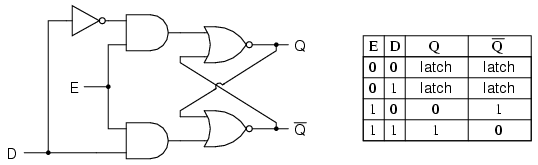 Q
E
Q̅
D
E D Q Q̅
0 0 latch latch
0 1 latch latch
1 0 0 1
1 1 1 0